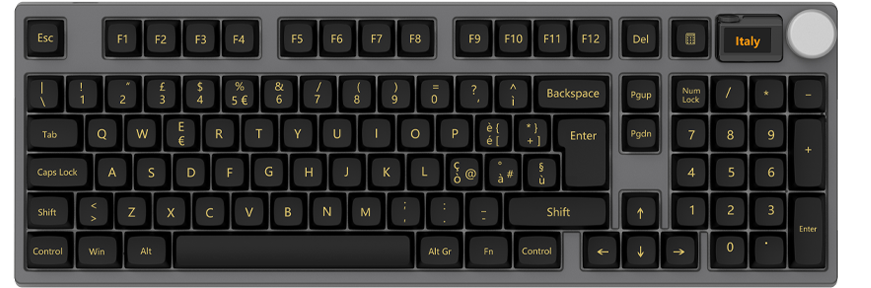 Esc F1 F2 F3 F4 F5 F6 F7 F8 F9 F10 F11 F12 Del Italy
| ! " £ $ % & / ( ) = ? ^
\ 1 2 3 4 5 € 6 7 8 9 0 ' ì Backspace Pgup Num Lock / * -
Tab Q W E € R T Y U I O P è { é [ * } + ] Enter Pgdn 7 8 9 +
Caps Lock A S D F G H J K L ç ò @ ° à # § ù 4 5 6
Shift < > Z X C V B N M ; , : . _ - Shift ↑ 1 2 3 Enter
Control Win Alt Alt Gr Fn Control ← ↓ → 0 .